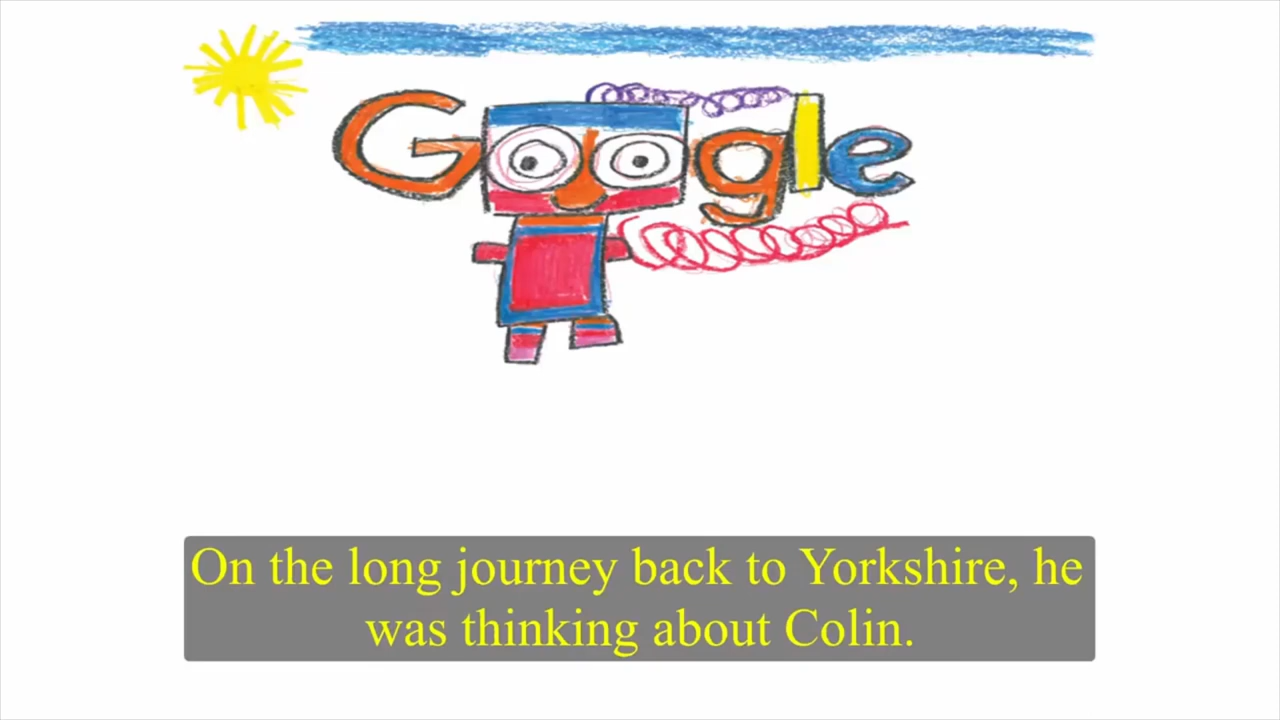 Google
On the long journey back to Yorkshire, he
was thinking about Colin.